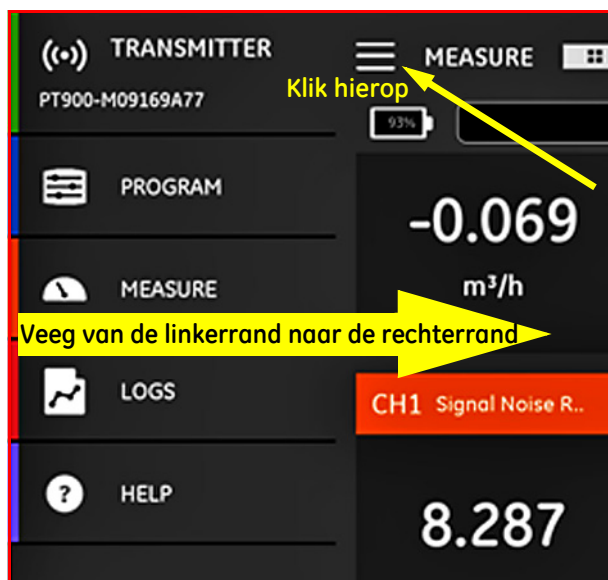 TRANSMITTER
PT900-M09169A77
PROGRAM
MEASURE
LOGS
? HELP
MEASURE
Klik hierop
93%
-0.069
m³/h
Veeg van de linkerrand naar de rechterrand
CH1 Signal Noise R..
8.287